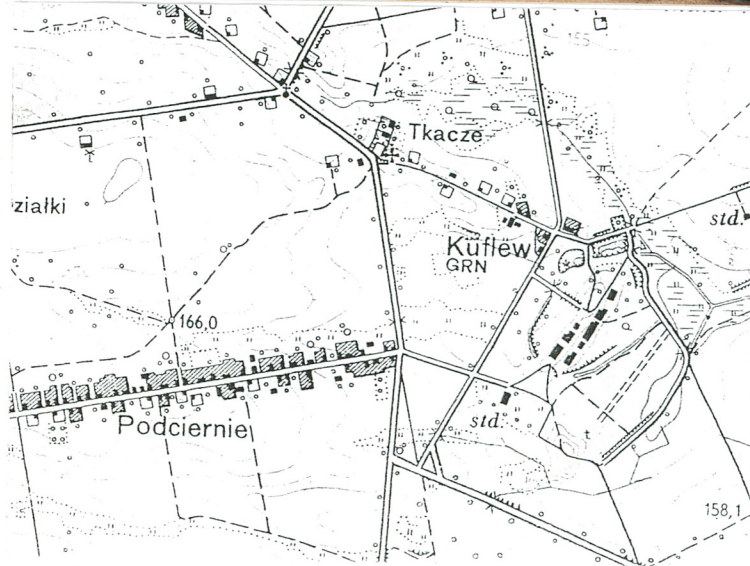 155
Tkacze
ziałki
std.
Kuflew
GRN
166,0
Podciernie
std.
t
158,1